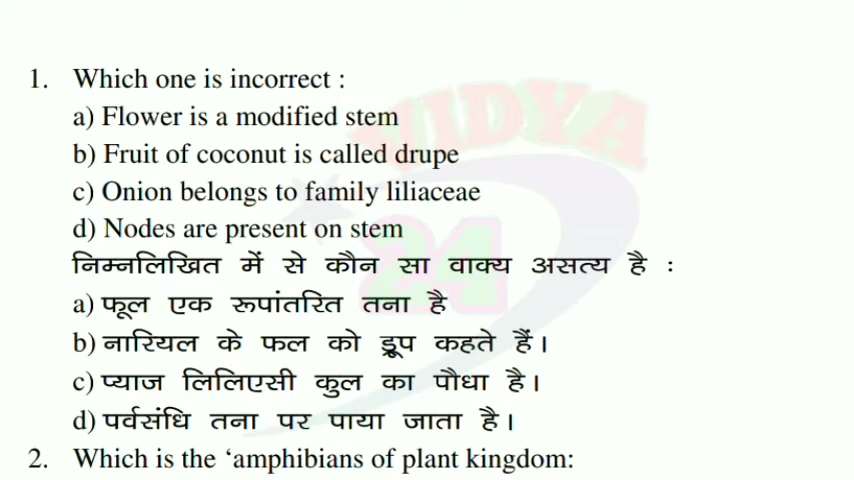 1. Which one is incorrect :
a) Flower is a modified stem
b) Fruit of coconut is called drupe
c) Onion belongs to family liliaceae
d) Nodes are present on stem
निम्नलिखित में से कौन सा वाक्य असत्य है :
a) फूल एक रूपांतरित तना है
b) नारियल के फल को ड्रूप कहते हैं।
c) प्याज लिलिएसी कुल का पौधा है।
d) पर्वसंधि तना पर पाया जाता है।
2. Which is the ‘amphibians of plant kingdom:
VIDYA
24